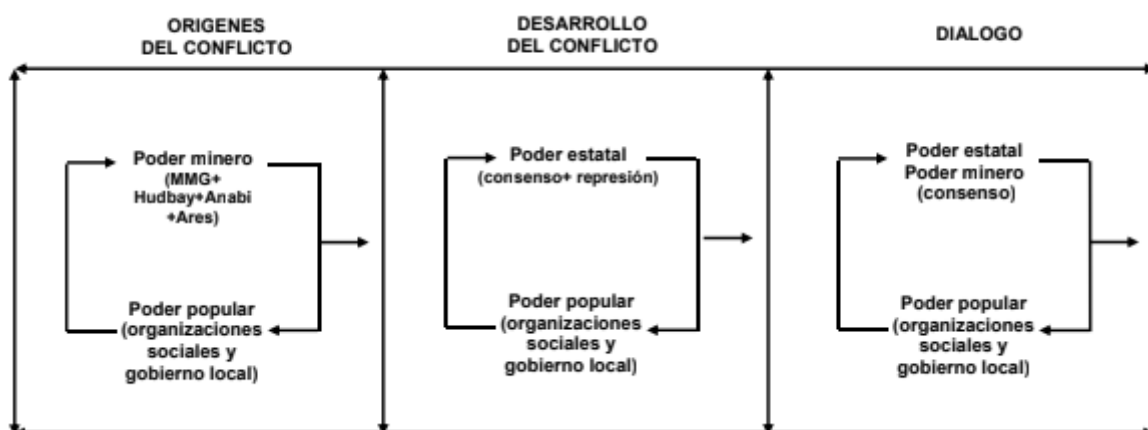 ORIGENES
DEL CONFLICTO
Poder minero
(MMG+
Hudbay+Anabi
+Ares)
Poder popular
(organizaciones
sociales y
gobierno local)
DESARROLLO
DEL CONFLICTO
Poder estatal
(consenso+ represión)
Poder popular
(organizaciones
sociales y
gobierno local)
DIALOGO
Poder estatal
Poder minero
(consenso)
Poder popular
(organizaciones
sociales y
gobierno local)